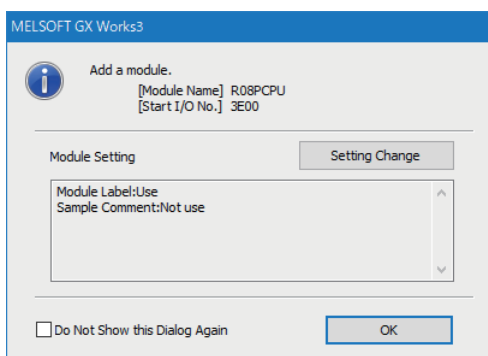 MELSOFT GX Works3
Add a module.
[Module Name] R08PCPU
[Start I/O No.] 3E00
Module Setting
Setting Change
Module Label:Use
Sample Comment:Not use
Do Not Show this Dialog Again
OK